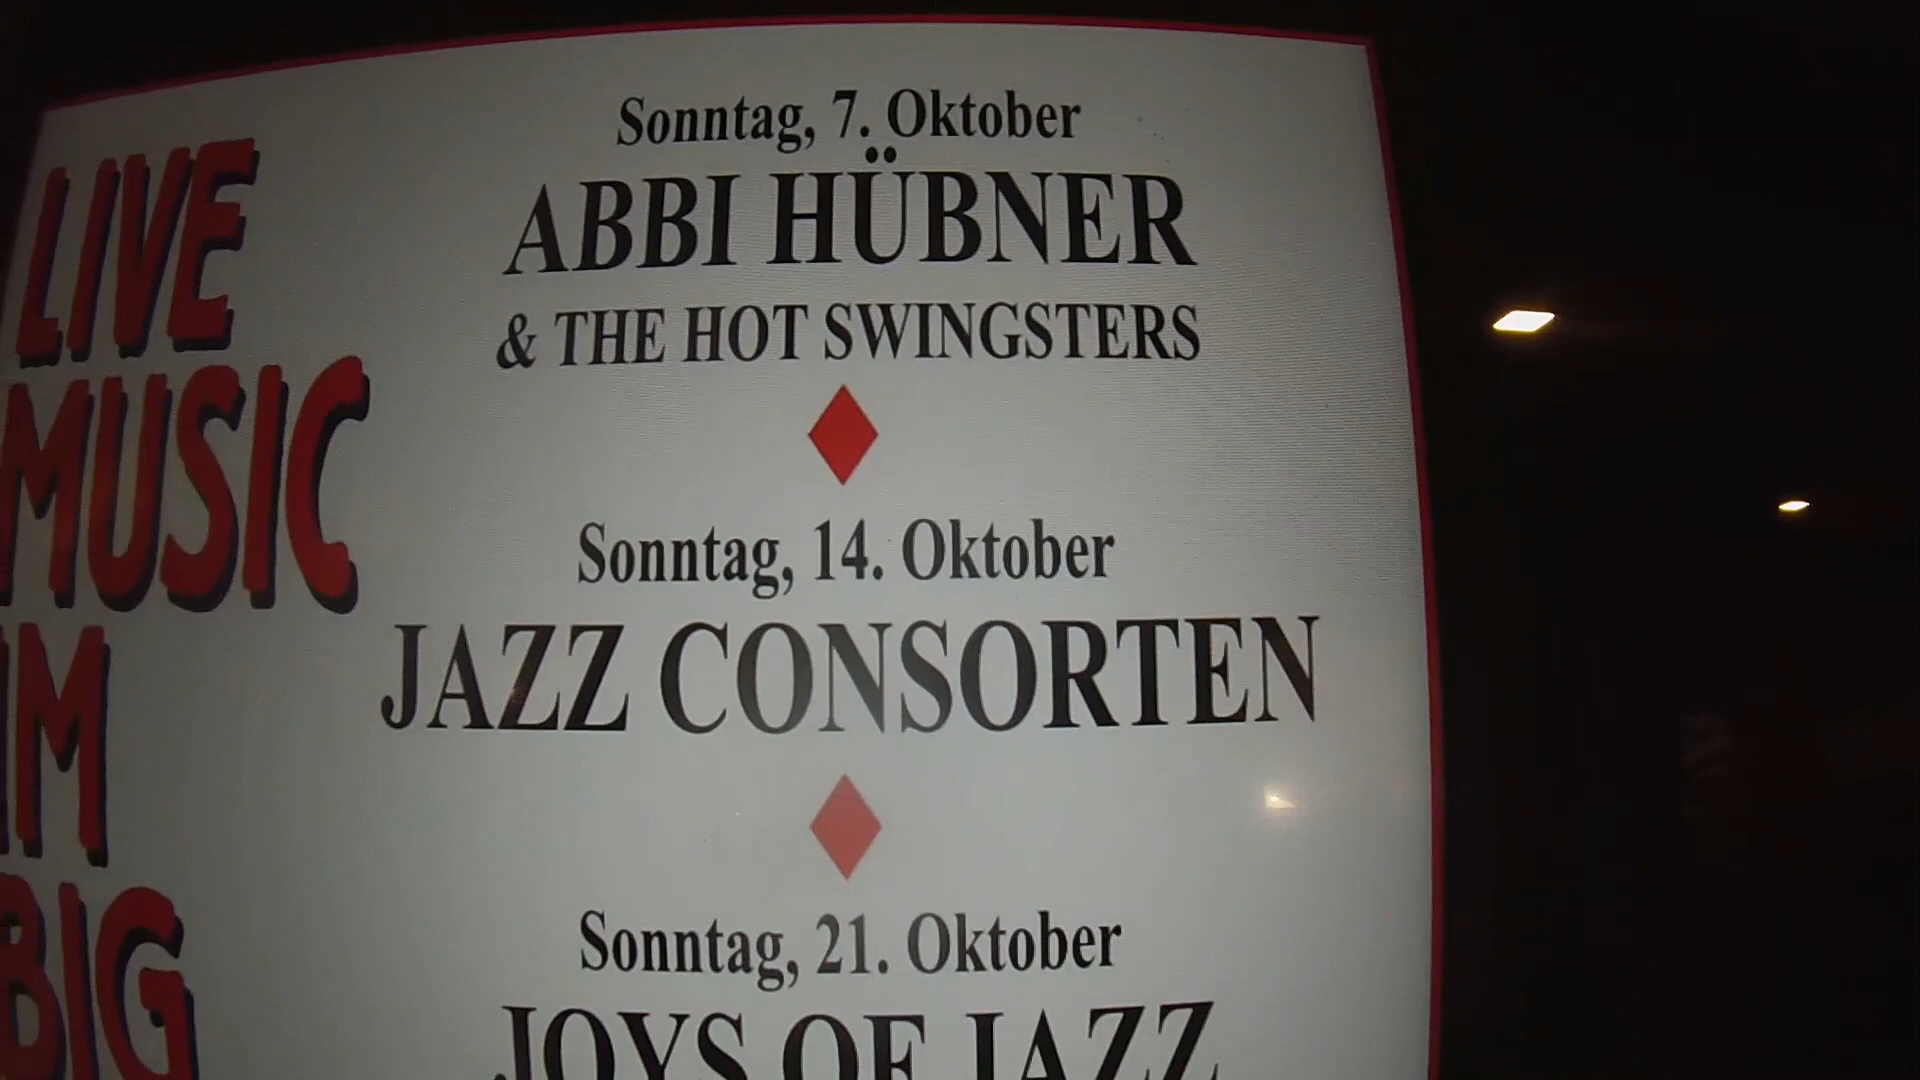 LIVE
MUSIC
IM
BIG
Sonntag, 7. Oktober
ABBI HÜBNER
& THE HOT SWINGSTERS
Sonntag, 14. Oktober
JAZZ CONSORTEN
Sonntag, 21. Oktober
JOYS OF JAZZ